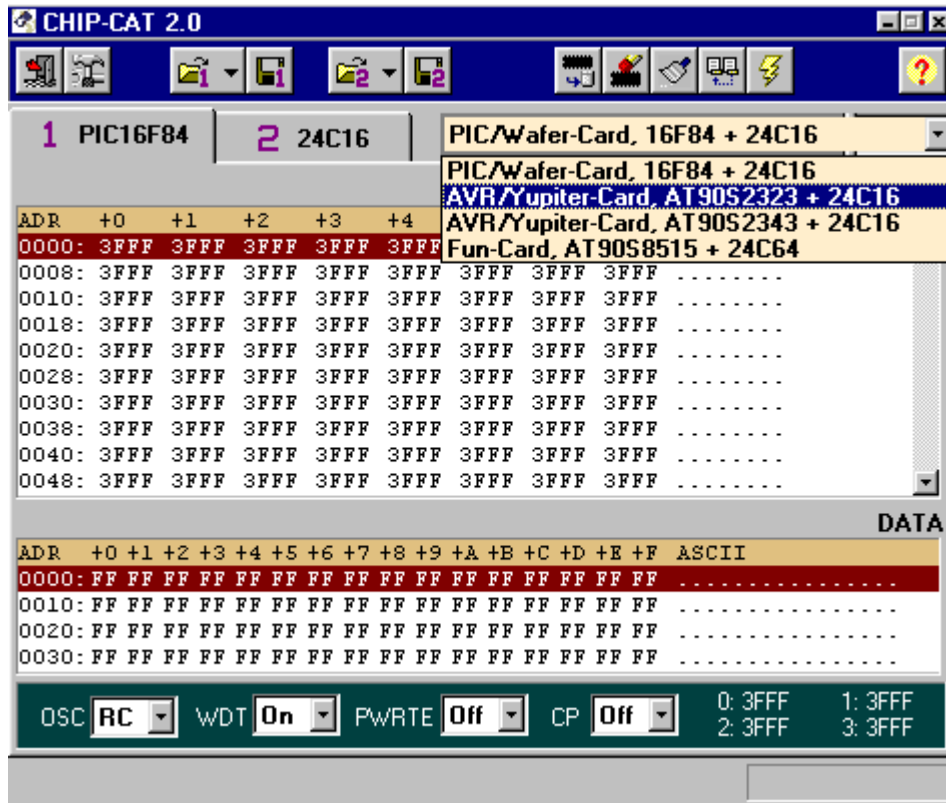 CHIP-CAT 2.0
1 2
1 PIC16F84 2 24C16 PIC/Wafer-Card, 16F84 + 24C16
PIC/Wafer-Card, 16F84 + 24C16
AVR/Yupiter-Card, AT90S2323 + 24C16
AVR/Yupiter-Card, AT90S2343 + 24C16
Fun-Card, AT90S8515 + 24C64
ADR +0 +1 +2 +3 +4
0000: 3FFF 3FFF 3FFF 3FFF 3FFF
0008: 3FFF 3FFF 3FFF 3FFF 3FFF 3FFF 3FFF 3FFF ........
0010: 3FFF 3FFF 3FFF 3FFF 3FFF 3FFF 3FFF 3FFF ........
0018: 3FFF 3FFF 3FFF 3FFF 3FFF 3FFF 3FFF 3FFF ........
0020: 3FFF 3FFF 3FFF 3FFF 3FFF 3FFF 3FFF 3FFF ........
0028: 3FFF 3FFF 3FFF 3FFF 3FFF 3FFF 3FFF 3FFF ........
0030: 3FFF 3FFF 3FFF 3FFF 3FFF 3FFF 3FFF 3FFF ........
0038: 3FFF 3FFF 3FFF 3FFF 3FFF 3FFF 3FFF 3FFF ........
0040: 3FFF 3FFF 3FFF 3FFF 3FFF 3FFF 3FFF 3FFF ........
0048: 3FFF 3FFF 3FFF 3FFF 3FFF 3FFF 3FFF 3FFF ........
DATA
ADR +0 +1 +2 +3 +4 +5 +6 +7 +8 +9 +A +B +C +D +E +F ASCII
0000: FF FF FF FF FF FF FF FF FF FF FF FF FF FF FF FF ................
0010: FF FF FF FF FF FF FF FF FF FF FF FF FF FF FF FF ................
0020: FF FF FF FF FF FF FF FF FF FF FF FF FF FF FF FF ................
0030: FF FF FF FF FF FF FF FF FF FF FF FF FF FF FF FF ................
OSC RC WDT On PWRTE Off CP Off 0: 3FFF 1: 3FFF
2: 3FFF 3: 3FFF